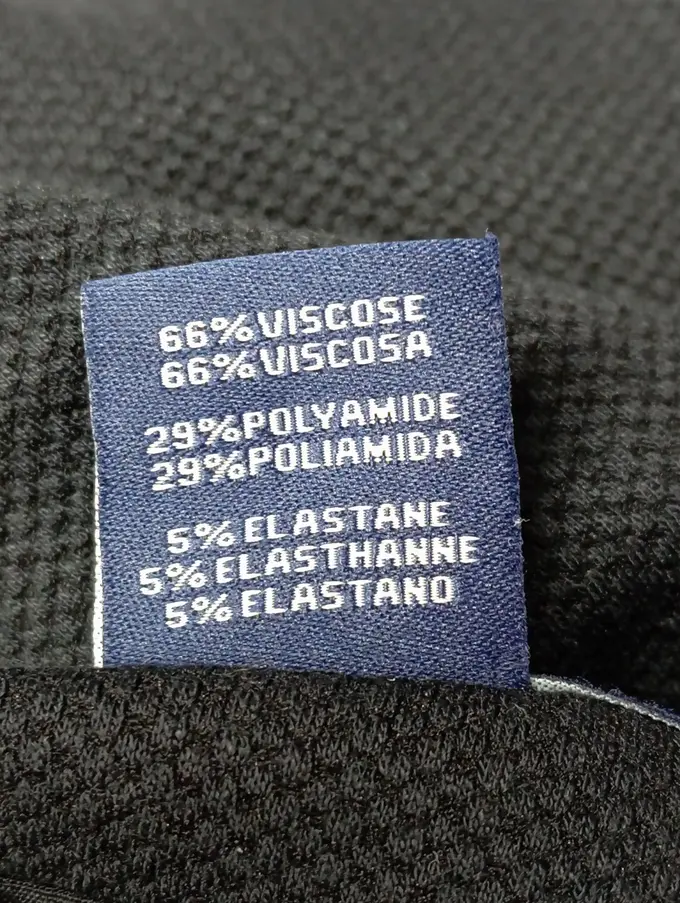 66%VISCOSE
66%VISCOSA
29%POLYAMIDE
29%POLIAMIDA
5% ELASTANE
5% ELASTHANNE
5% ELASTANO